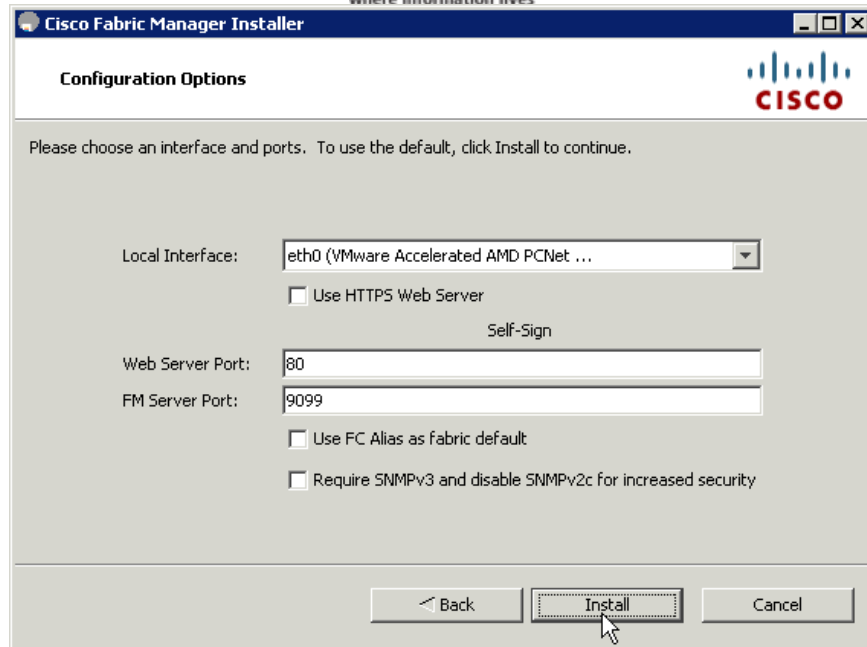 where information lives
Cisco Fabric Manager Installer
Configuration Options
CISCO
Please choose an interface and ports.  To use the default, click Install to continue.
Local Interface: eth0 (VMware Accelerated AMD PCNet ...
Use HTTPS Web Server
Self-Sign
Web Server Port: 80
FM Server Port: 9099
Use FC Alias as fabric default
Require SNMPv3 and disable SNMPv2c for increased security
Back Install Cancel